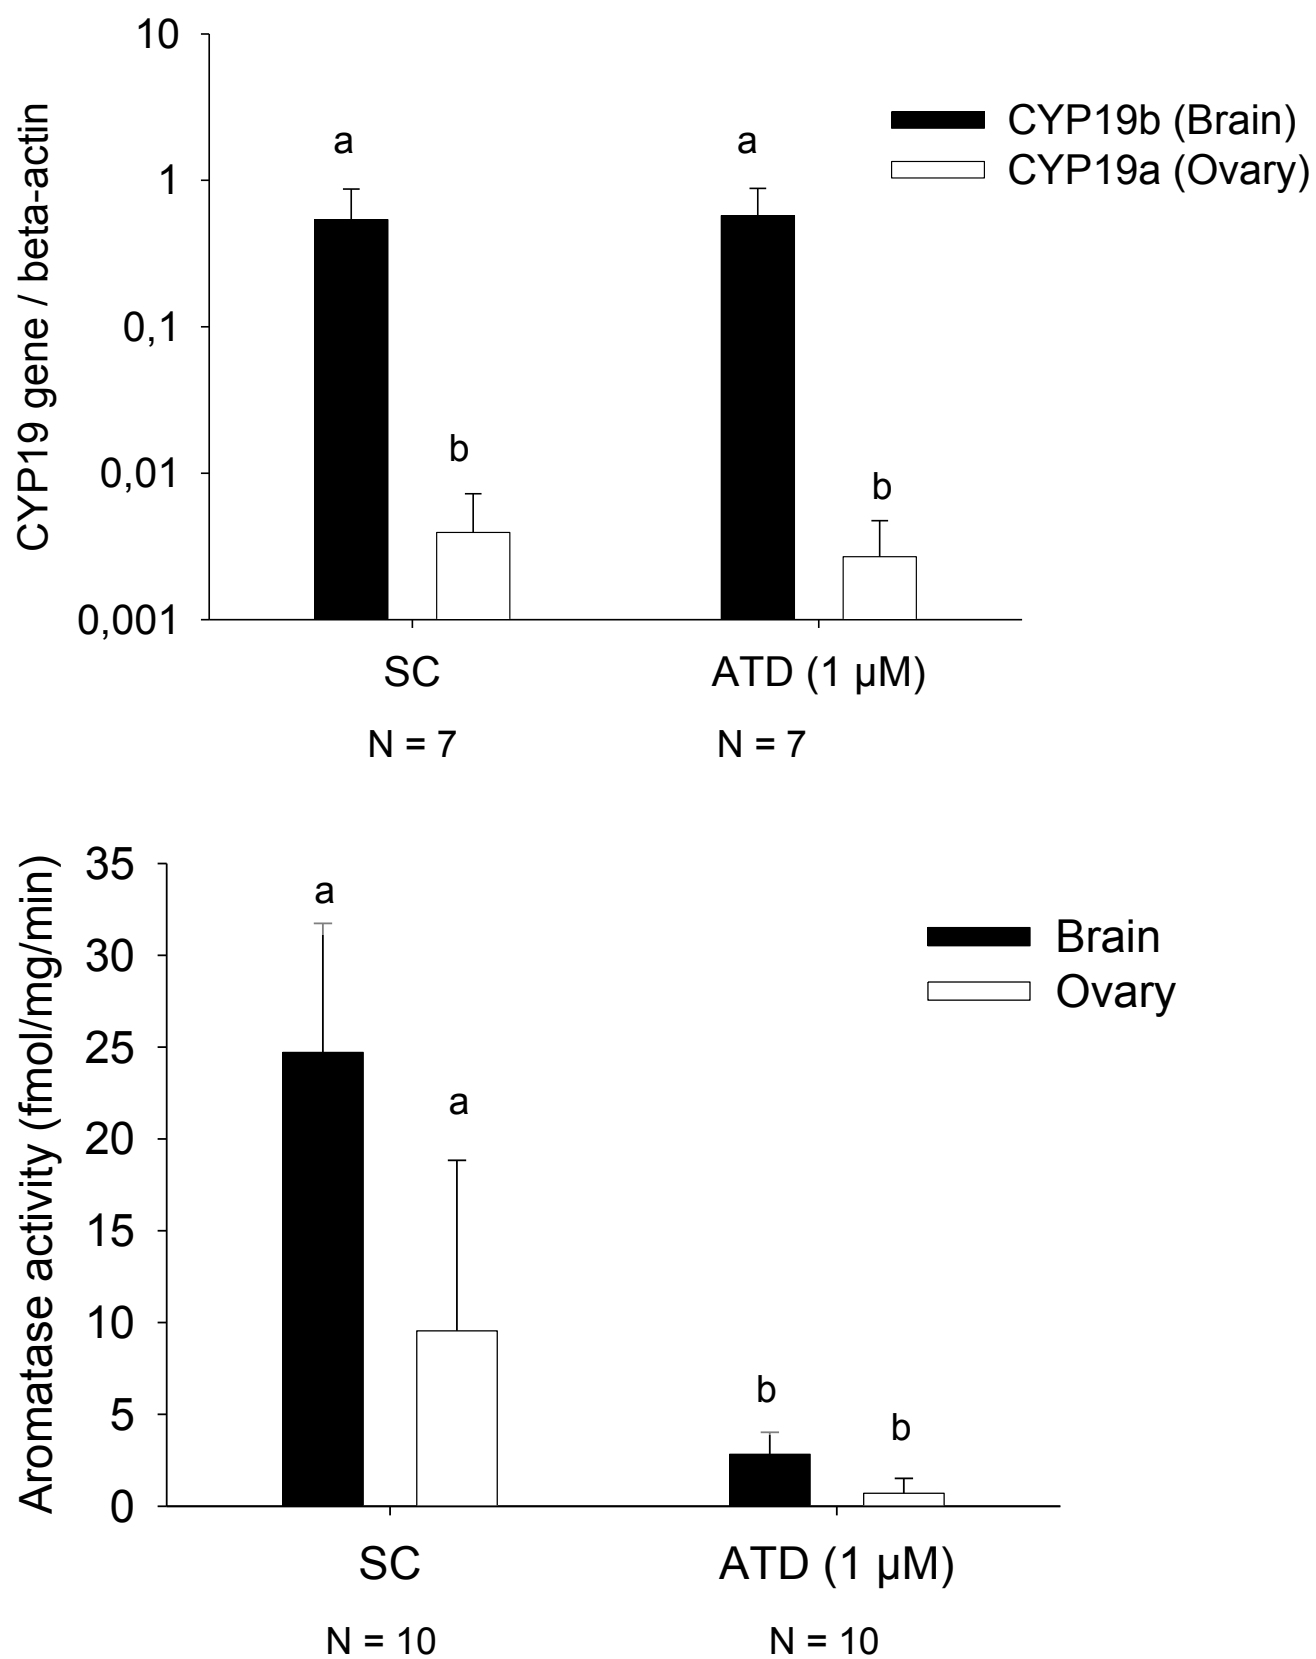 CYP19 gene / beta-actin
10
1
0,1
0,01
0,001
a
b
a
b
CYP19b (Brain)
CYP19a (Ovary)
SC
ATD (1 µM)
N = 7
N = 7
Aromatase activity (fmol/mg/min)
35
30
25
20
15
10
5
0
a
a
b
b
Brain
Ovary
SC
ATD (1 µM)
N = 10
N = 10